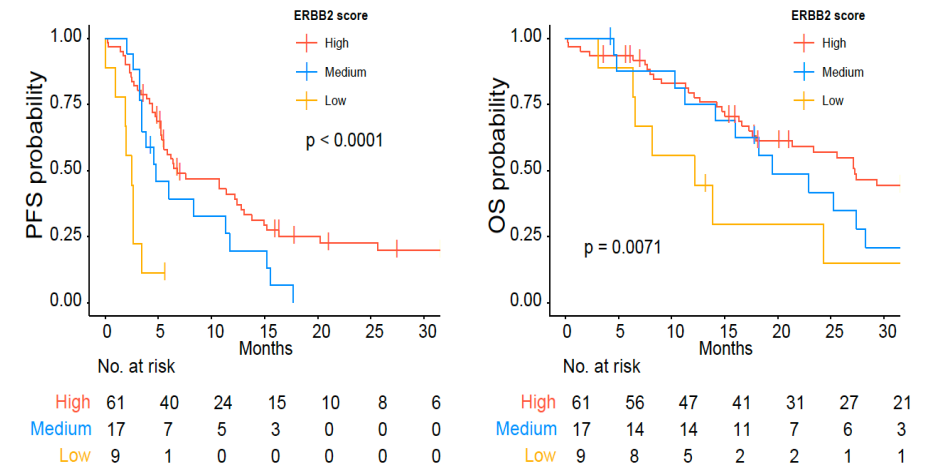 ERBB2 score
High
Medium
Low
p < 0.0001
PFS probability
1.00
0.75
0.50
0.25
0.00
0 5 10 15 20 25 30
Months
No. at risk
High 61 40 24 15 10 8 6
Medium 17 7 5 3 0 0 0
Low 9 1 0 0 0 0 0
ERBB2 score
High
Medium
Low
p = 0.0071
OS probability
1.00
0.75
0.50
0.25
0.00
0 5 10 15 20 25 30
Months
No. at risk
High 61 56 47 41 31 27 21
Medium 17 14 14 11 7 6 3
Low 9 8 5 2 2 1 1